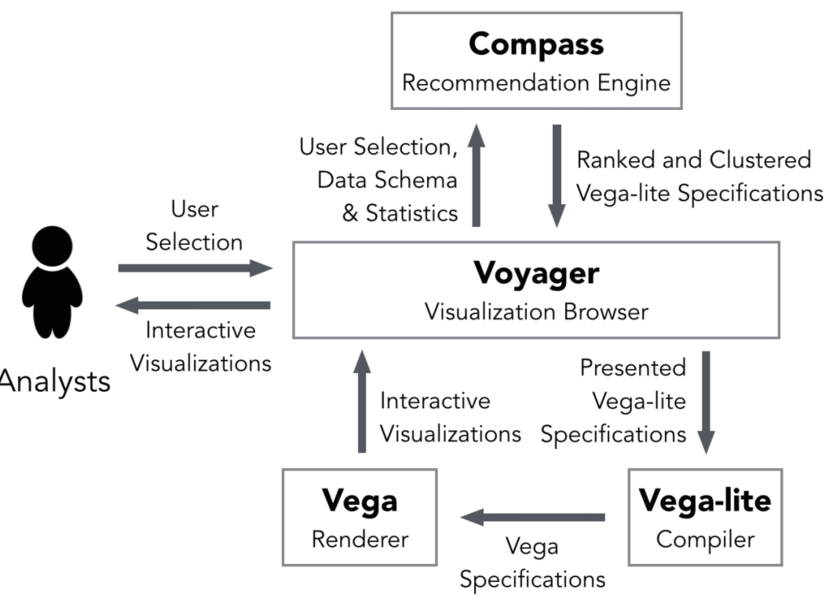 Compass
Recommendation Engine
User Selection,
Data Schema
& Statistics
Ranked and Clustered
Vega-lite Specifications
User
Selection
Voyager
Visualization Browser
Interactive
Visualizations
Analysts
Interactive
Visualizations
Presented
Vega-lite
Specifications
Vega
Renderer
Vega-lite
Compiler
Vega
Specifications